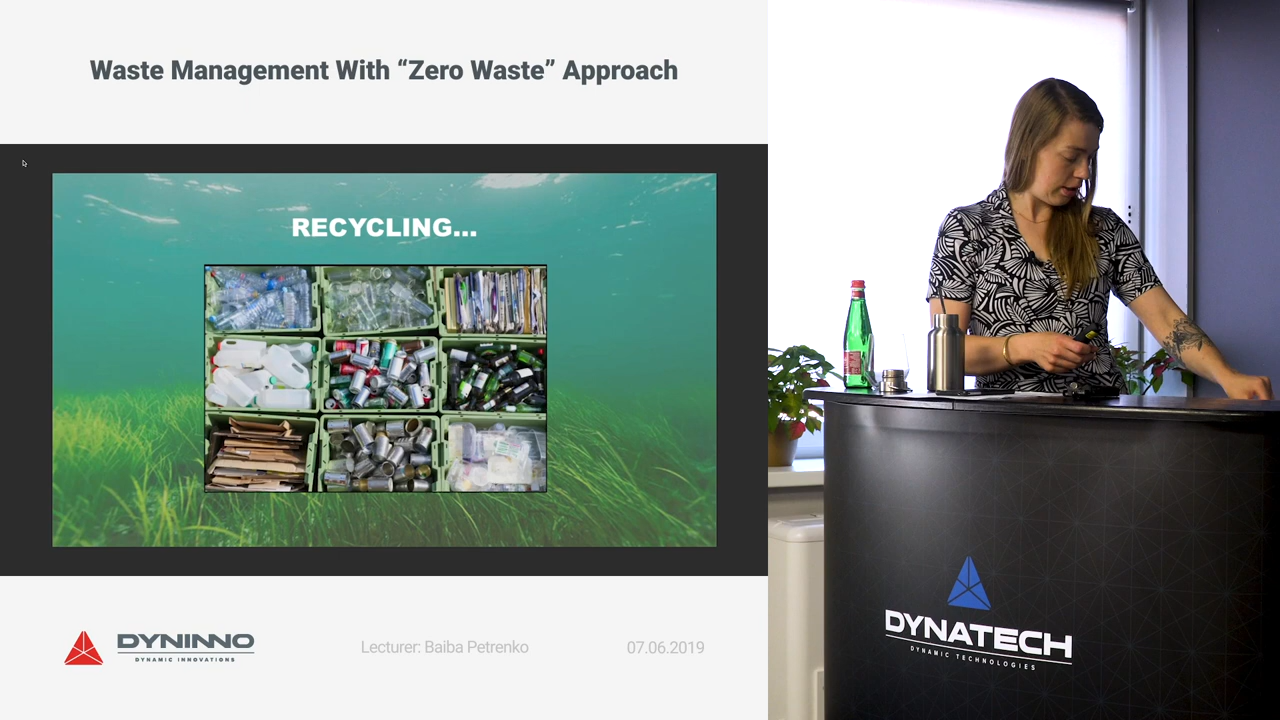 Waste Management With “Zero Waste” Approach
RECYCLING...
DYNINNO
DYNAMIC INNOVATIONS
Lecturer: Baiba Petrenko
07.06.2019
DYNATECH
DYNAMIC TECHNOLOGIES